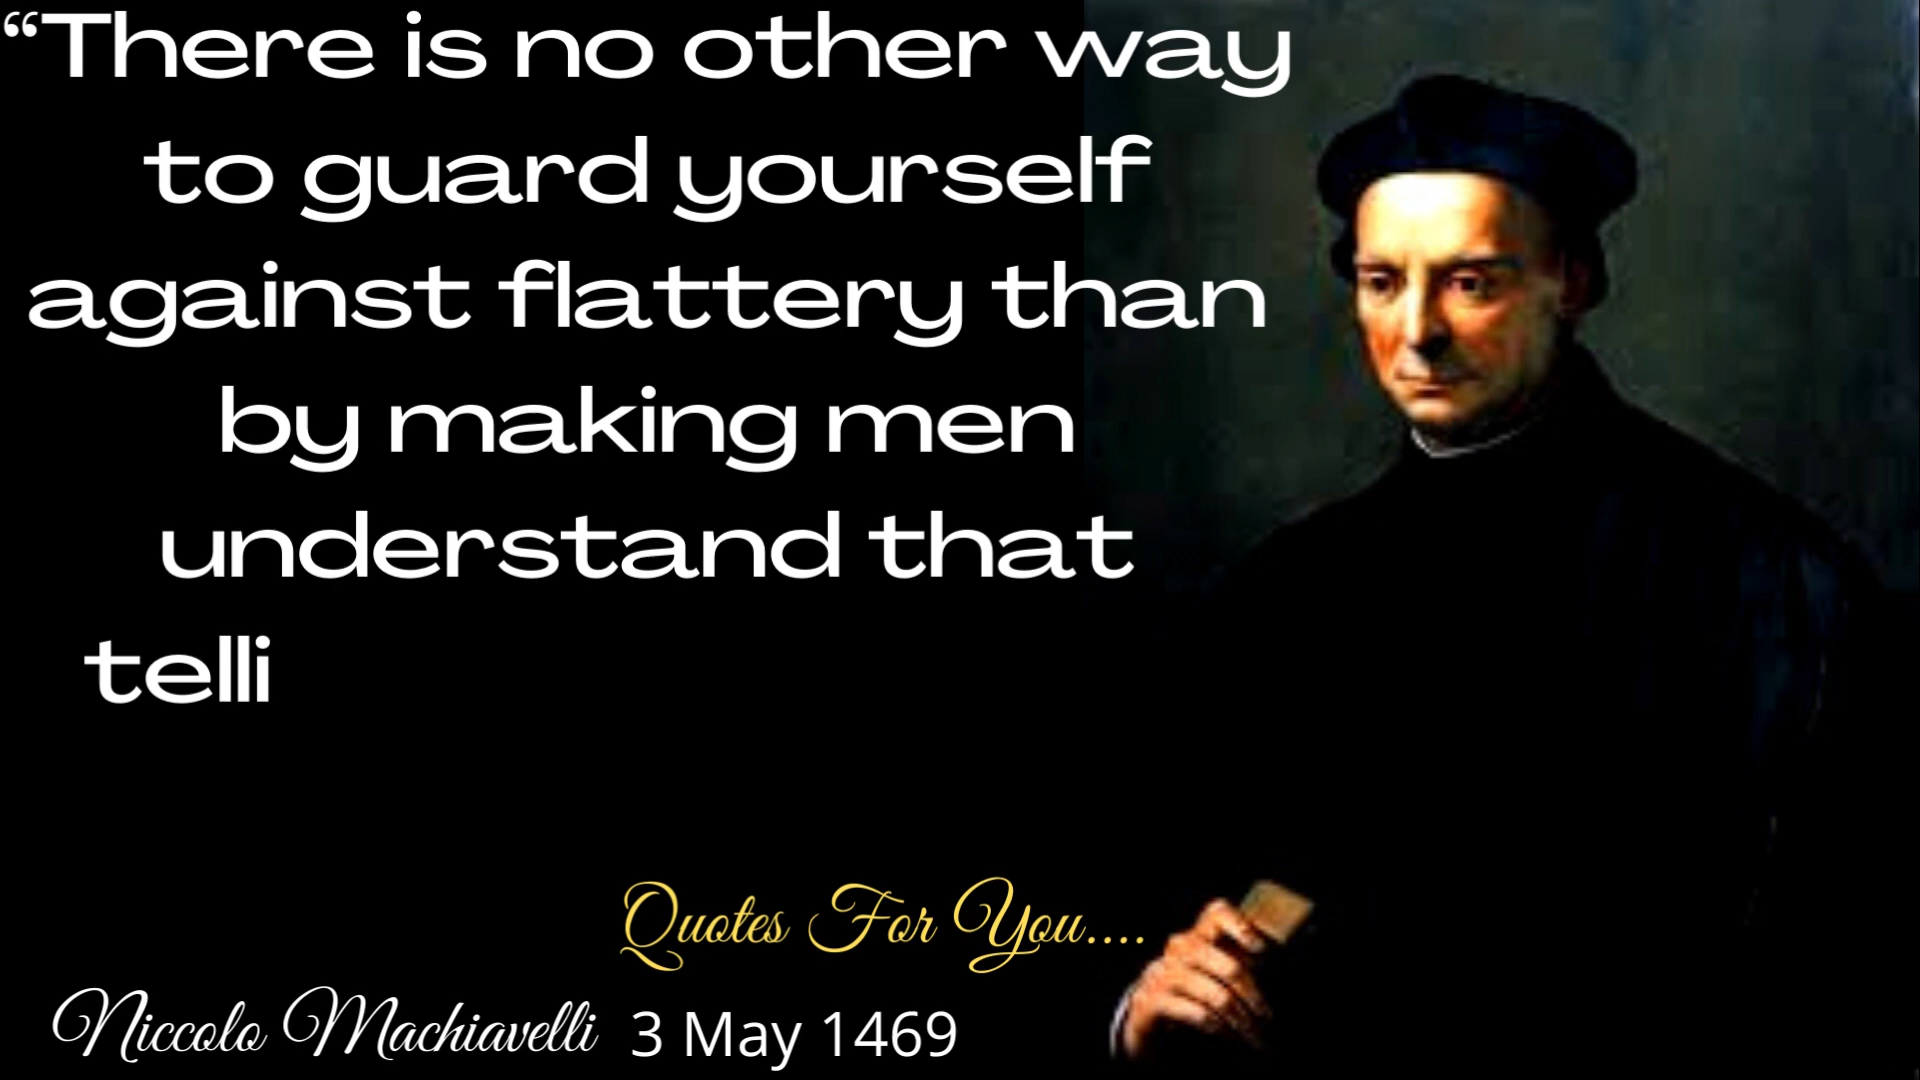 “There is no other way
to guard yourself
against flattery than
by making men
understand that
telli
Quotes For You....
Niccolo Machiavelli 3 May 1469